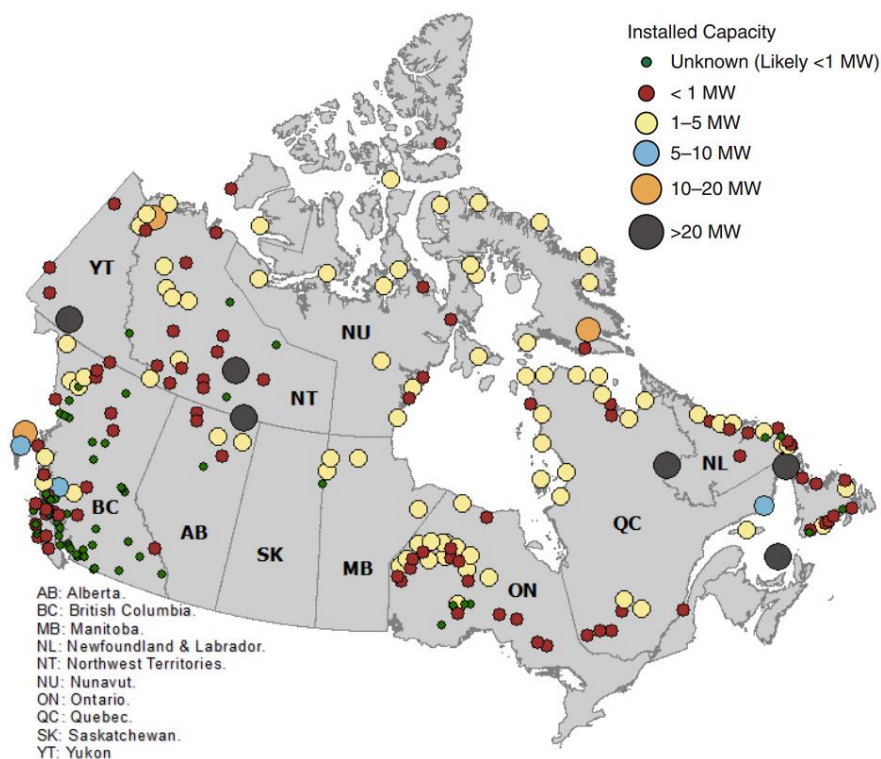 Installed Capacity
Unknown (Likely <1 MW)
< 1 MW
1–5 MW
5–10 MW
10–20 MW
>20 MW
YT
NU
NT
NL
BC
AB
SK
MB
ON
QC
AB: Alberta.
BC: British Columbia.
MB: Manitoba.
NL: Newfoundland & Labrador.
NT: Northwest Territories.
NU: Nunavut.
ON: Ontario.
QC: Quebec.
SK: Saskatchewan.
YT: Yukon